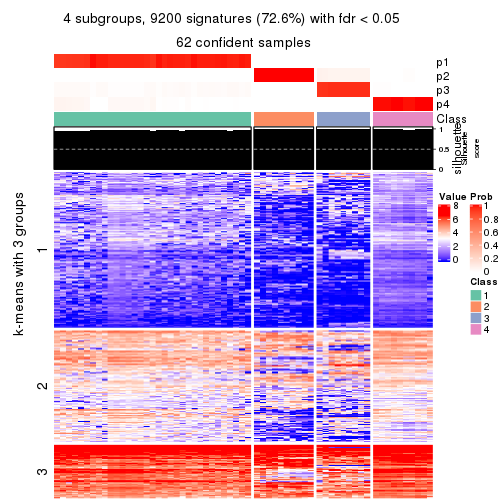 4 subgroups, 9200 signatures (72.6%) with fdr < 0.05
62 confident samples
p1
p2
p3
p4
Class
1
0.5
0
silhouette
Silhouette
score
k-means with 3 groups
1
2
3
Value
8
6
4
2
0
Prob
1
0.8
0.6
0.4
0.2
0
Class
1
2
3
4